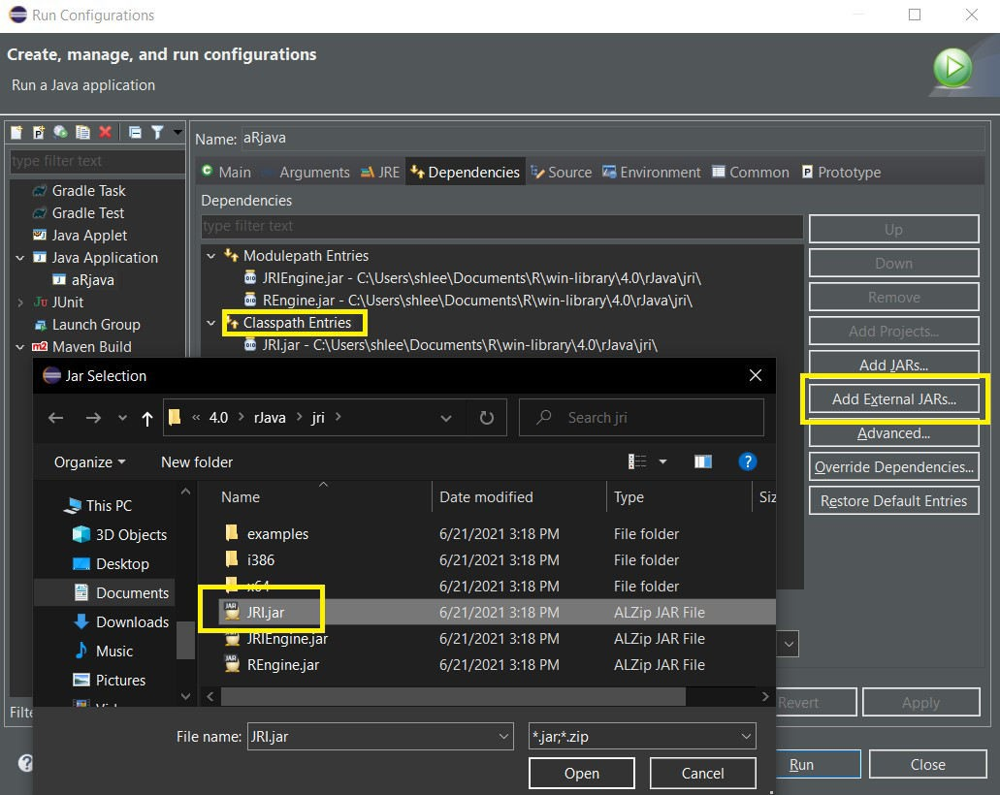 Run Configurations
Create, manage, and run configurations
Run a Java application
type filter text
Gradle Task
Gradle Test
Java Applet
Java Application
aRjava
JUnit
Launch Group
Maven Build
Name: aRjava
Main Arguments JRE Dependencies Source Environment Common Prototype
Dependencies
type filter text
Modulepath Entries
JRIEngine.jar - C:\Users\shlee\Documents\R\win-library\4.0\rJava\jri\
REngine.jar - C:\Users\shlee\Documents\R\win-library\4.0\rJava\jri\
Classpath Entries
JRI.jar - C:\Users\shlee\Documents\R\win-library\4.0\rJava\jri\
Up
Down
Remove
Add Projects...
Add JARs...
Add External JARs...
Advanced...
Override Dependencies...
Restore Default Entries
Jar Selection
« 4.0 > rJava > jri >
Search jri
Organize
New folder
This PC
3D Objects
Desktop
Documents
Downloads
Music
Pictures
Name Date modified Type
examples 6/21/2021 3:18 PM File folder
i386 6/21/2021 3:18 PM File folder
x64 6/21/2021 3:18 PM File folder
JRI.jar 6/21/2021 3:18 PM ALZip JAR File
JRIEngine.jar 6/21/2021 3:18 PM ALZip JAR File
REngine.jar 6/21/2021 3:18 PM ALZip JAR File
File name: JRI.jar
*.jar;*.zip
Open
Cancel
Revert
Apply
Run
Close